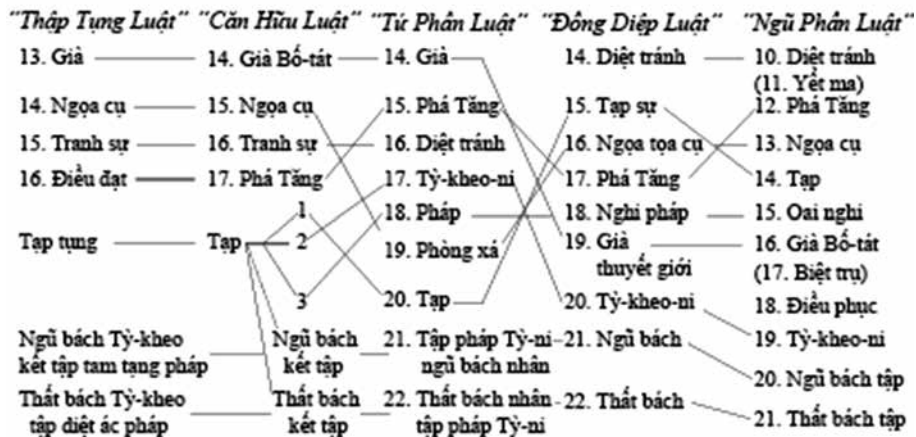 "Thập Tụng Luật" "Căn Hữu Luật" "Tứ Phần Luật" "Đồng Diệp Luật" "Ngũ Phần Luật"
13. Già 14. Già Bố-tát 14. Già 14. Diệt tránh 10. Diệt tránh
(11. Yết ma)
14. Ngọa cụ 15. Ngọa cụ 15. Phá Tăng 15. Tạp sự 12. Phá Tăng
15. Tranh sự 16. Tranh sự 16. Diệt tránh 16. Ngọa tọa cụ 13. Ngọa cụ
16. Điều đạt 17. Phá Tăng 17. Tỳ-kheo-ni 17. Phá Tăng 14. Tạp
1 18. Pháp 18. Nghi pháp 15. Oai nghi
Tạp tụng Tạp 2 19. Phòng xá 19. Già 16. Già Bố-tát
thuyết giới (17. Biệt trụ)
3 20. Tạp 20. Tỳ-kheo-ni 18. Điều phục
Ngũ bách Tỳ-kheo Ngũ bách 21. Tập pháp Tỳ-ni 21. Ngũ bách 19. Tỳ-kheo-ni
kết tập tam tạng pháp kết tập ngũ bách nhân
20. Ngũ bách tập
Thất bách Tỳ-kheo Thất bách 22. Thất bách nhân 22. Thất bách
tập diệt ác pháp kết tập tập pháp Tỳ-ni 21. Thất bách tập